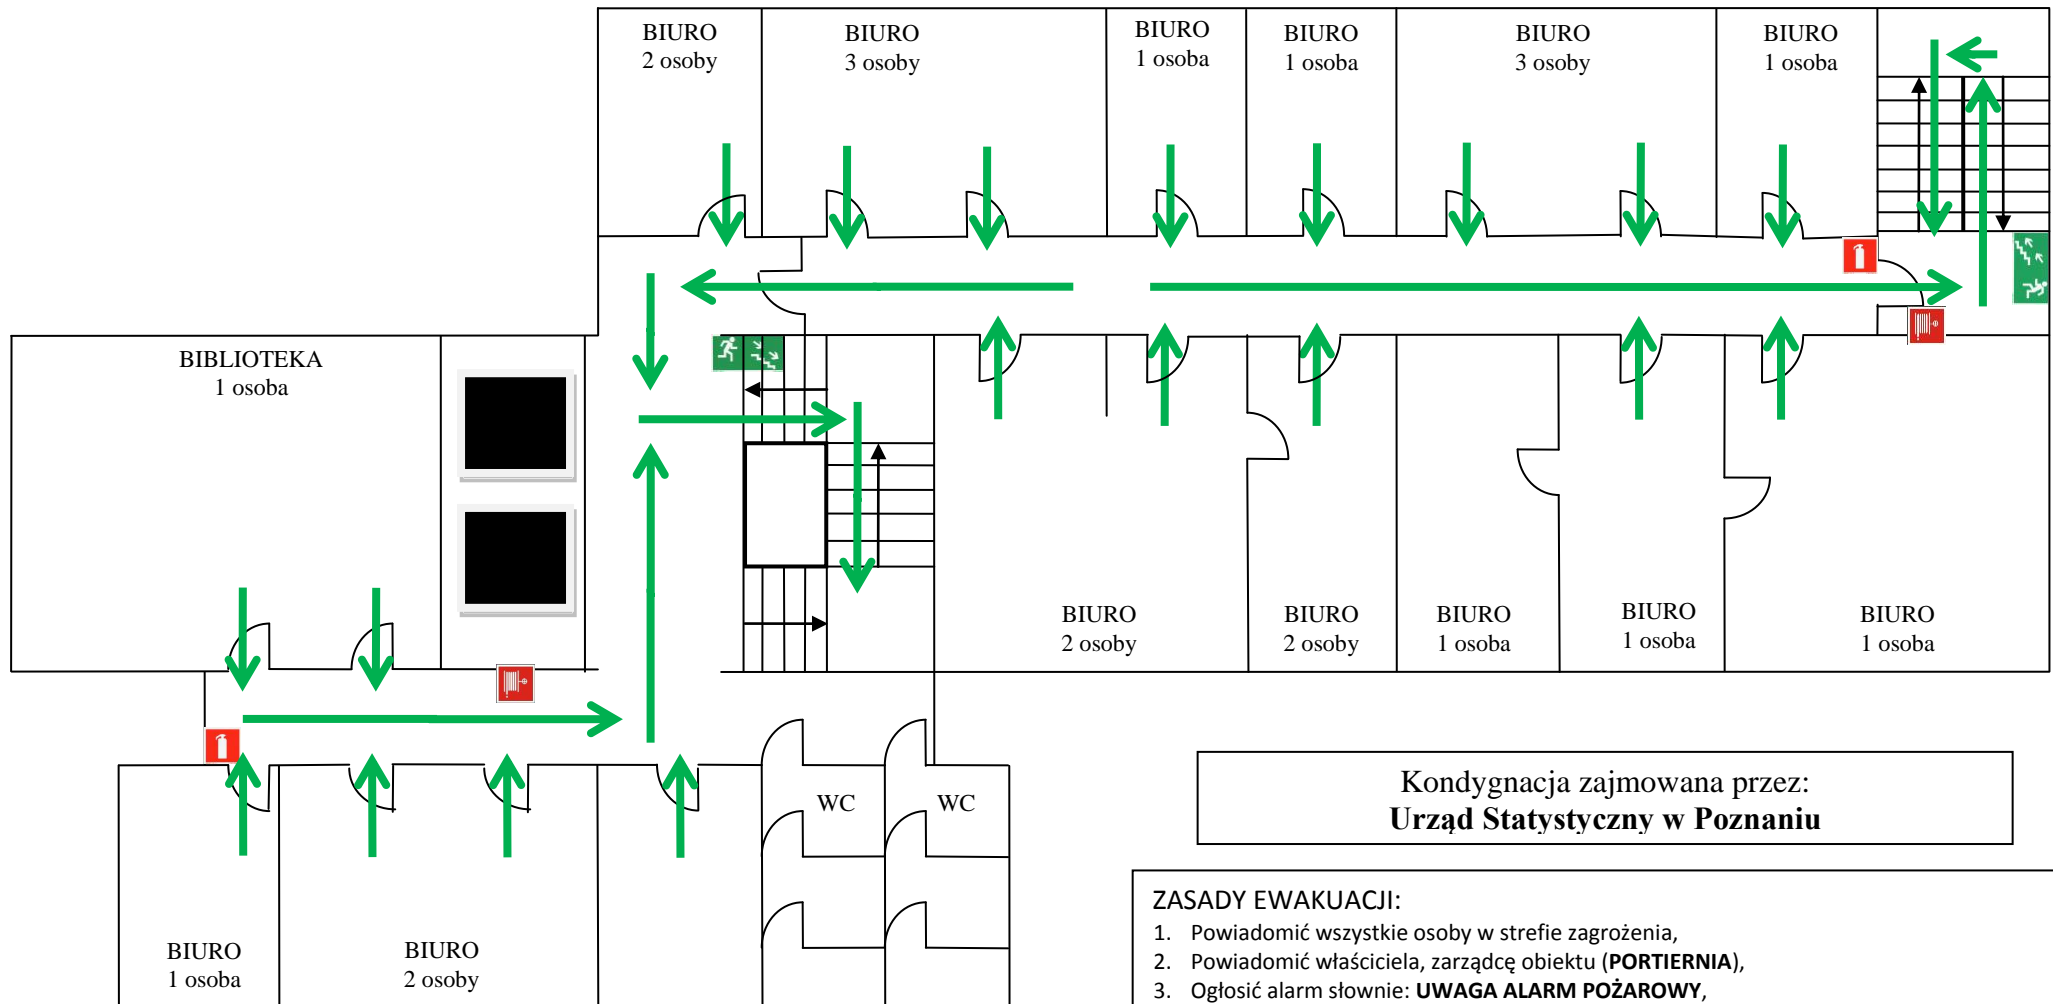 BIURO
2 osoby
BIURO
3 osoby
BIURO
1 osoba
BIURO
1 osoba
BIURO
3 osoby
BIURO
1 osoba
BIBLIOTEKA
1 osoba
BIURO
2 osoby
BIURO
2 osoby
BIURO
1 osoba
BIURO
1 osoba
BIURO
1 osoba
WC
WC
BIURO
1 osoba
BIURO
2 osoby
Kondygnacja zajmowana przez:
Urząd Statystyczny w Poznaniu
ZASADY EWAKUACJI:
1. Powiadomić wszystkie osoby w strefie zagrożenia,
2. Powiadomić właściciela, zarządcę obiektu (PORTIERNIA),
3. Ogłosić alarm słownie: UWAGA ALARM POŻAROWY,